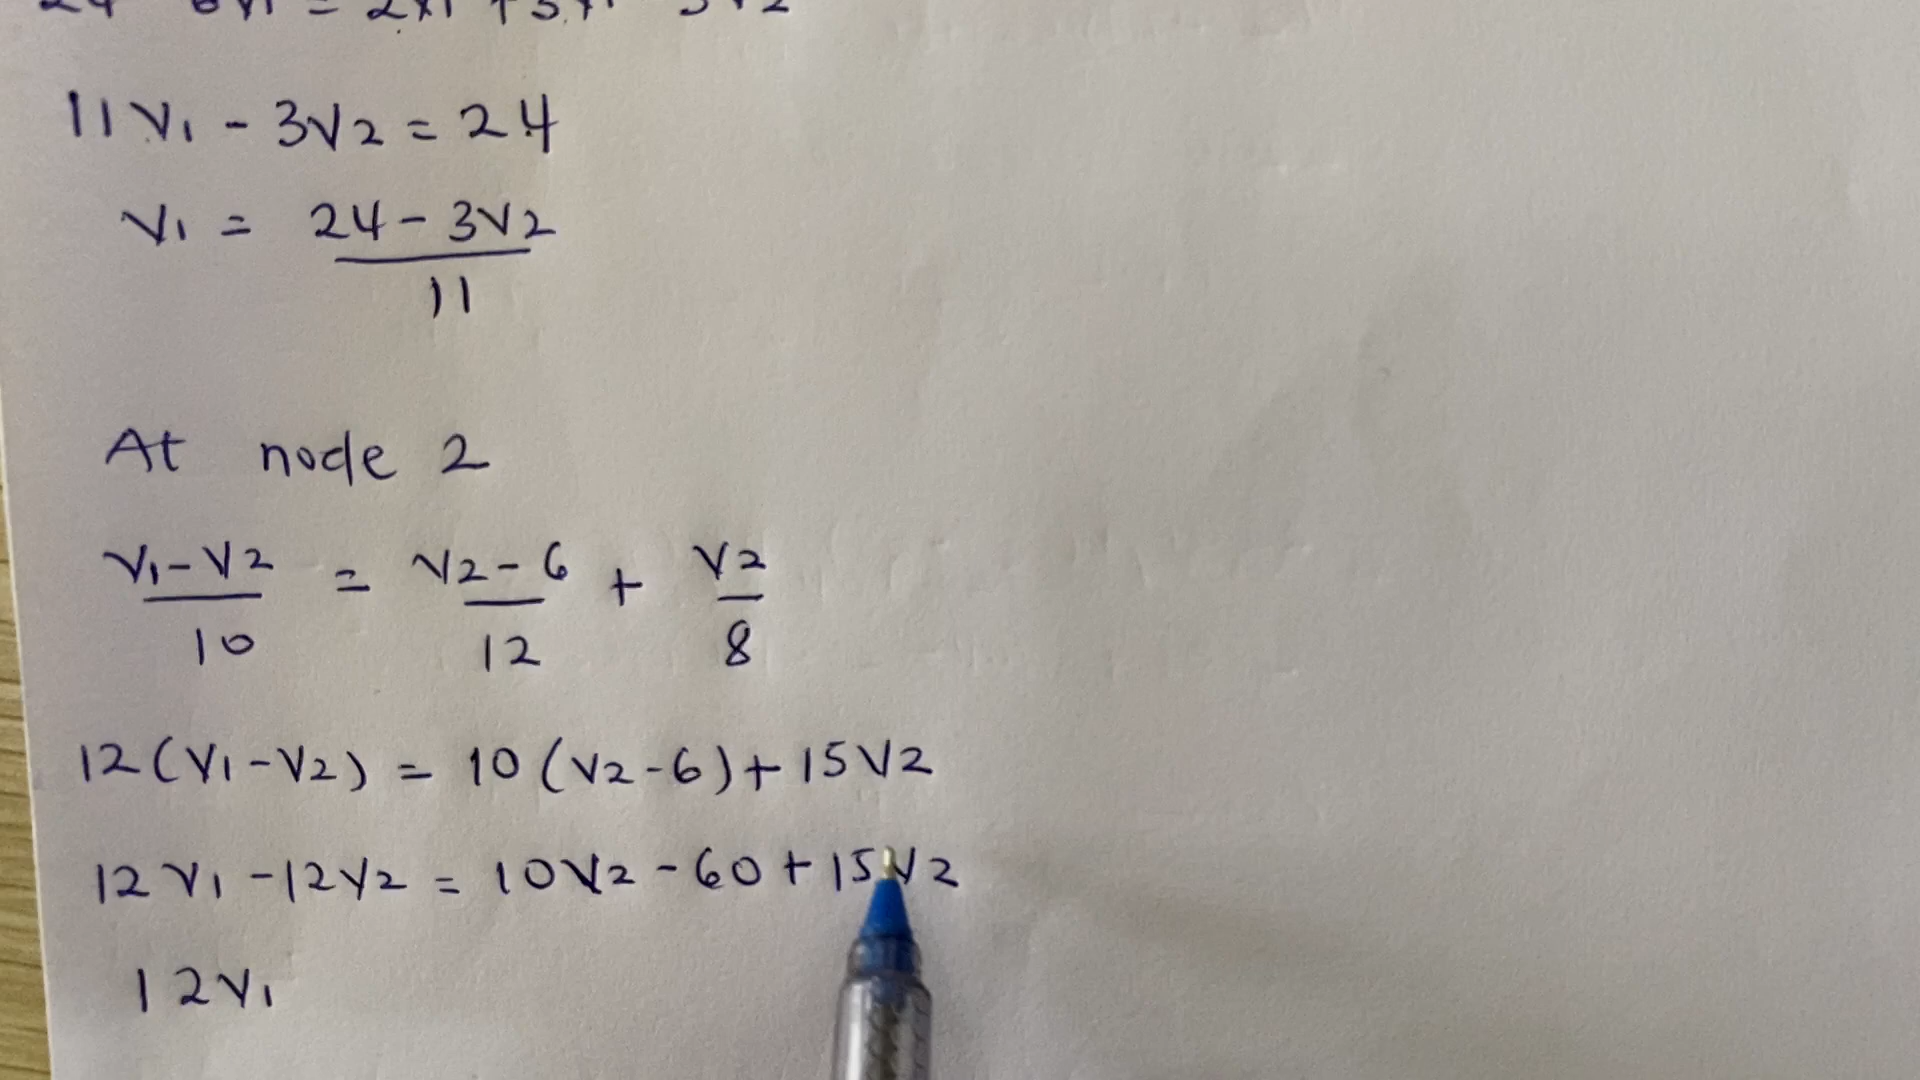 11V1 - 3V2 = 24
V1 = 24 - 3V2
11
At node 2
V1 - V2 = V2 - 6 + V2
10 12 8
12(V1 - V2) = 10(V2 - 6) + 15V2
12V1 - 12V2 = 10V2 - 60 + 15V2
12V1